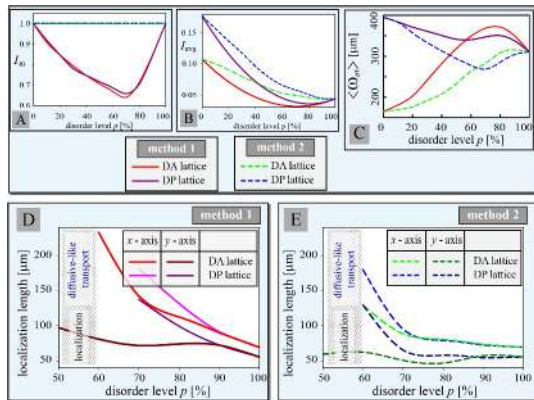 1.0
0.9
0.8
0.7
0.6
0 20 40 60 80 100
disorder level p [%]
A
0.15
0.10
0.05
0 20 40 60 80 100
disorder level p [%]
I_avg
B
400
350
300
250
200
0 20 40 60 80 100
disorder level p [%]
[μm]
C
method 1
DA lattice
DP lattice
method 2
DA lattice
DP lattice
D
method 1
localization length [μm]
200
150
100
50
50 60 70 80 90 100
disorder level p [%]
diffusive-like
transport
localization
x - axis y - axis
DA lattice
DP lattice
E
method 2
localization length [μm]
200
150
100
50
50 60 70 80 90 100
disorder level p [%]
diffusive-like
transport
localization
x - axis y - axis
DA lattice
DP lattice